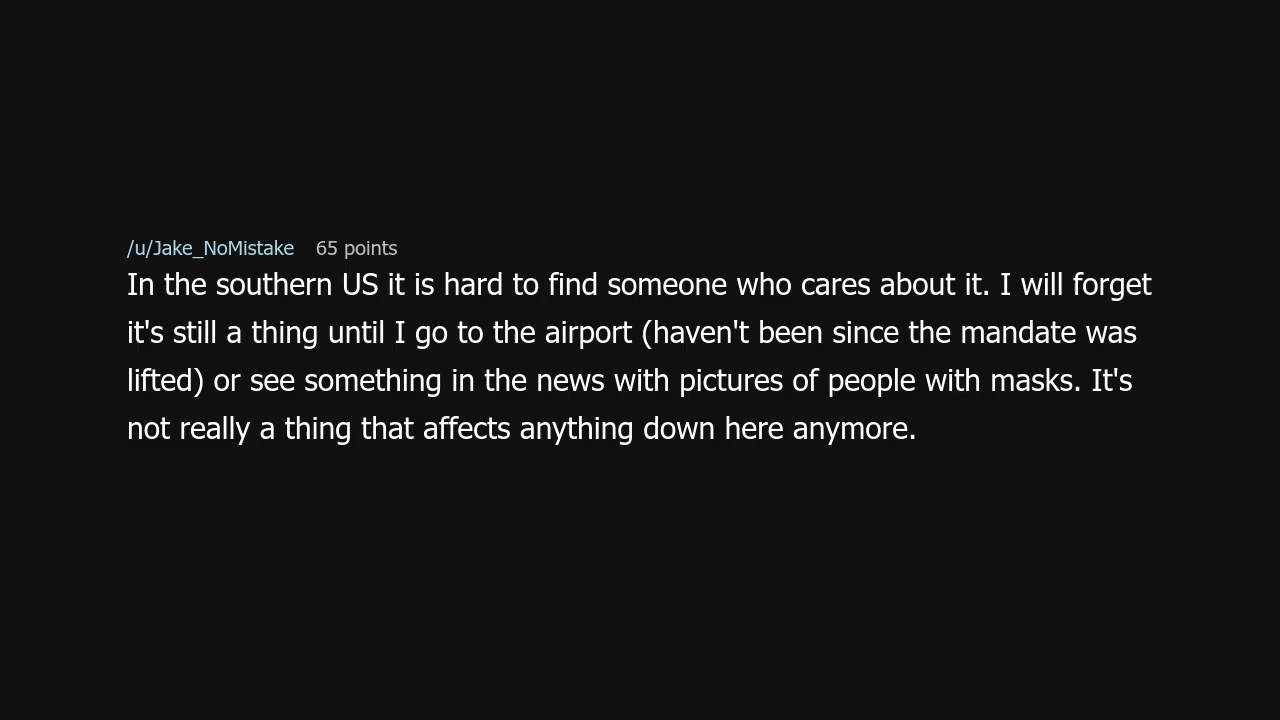 /u/Jake_NoMistake 65 points
In the southern US it is hard to find someone who cares about it. I will forget
it's still a thing until I go to the airport (haven't been since the mandate was
lifted) or see something in the news with pictures of people with masks. It's
not really a thing that affects anything down here anymore.